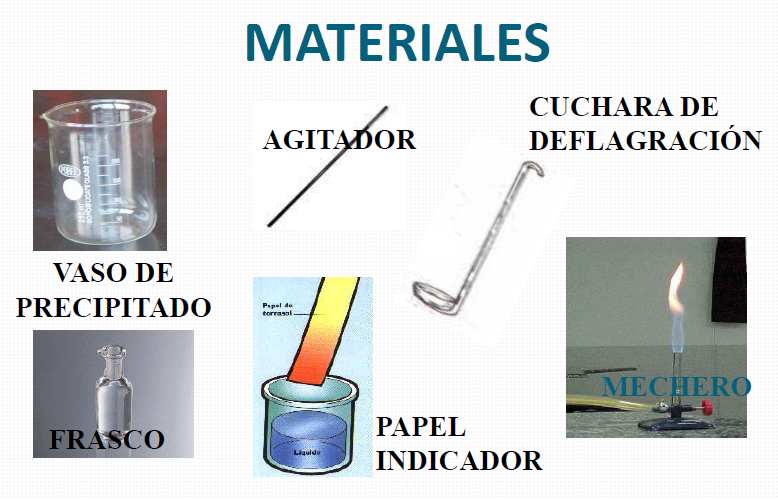 MATERIALES
VASO DE
PRECIPITADO
AGITADOR
CUCHARA DE
DEFLAGRACIÓN
FRASCO
Papel de
tornasol
Líquido
PAPEL
INDICADOR
MECHERO